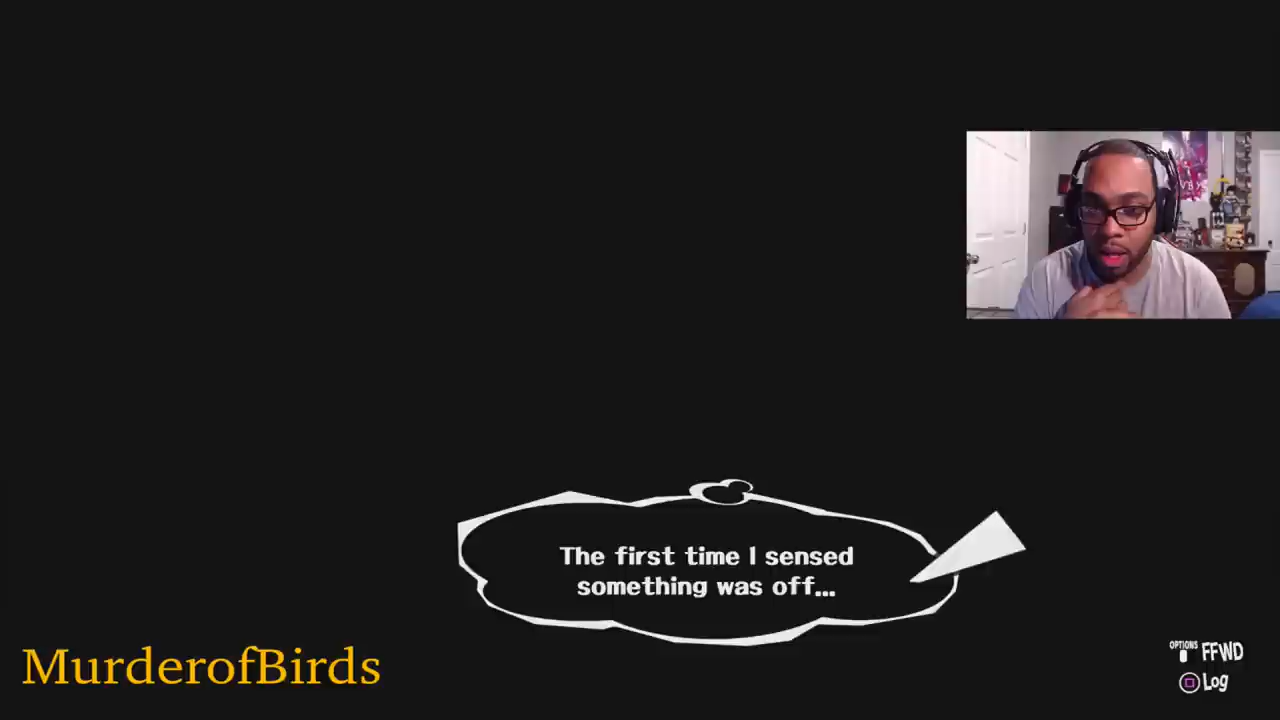 The first time I sensed
something was off...
MurderofBirds
OPTIONS FFWD
Log